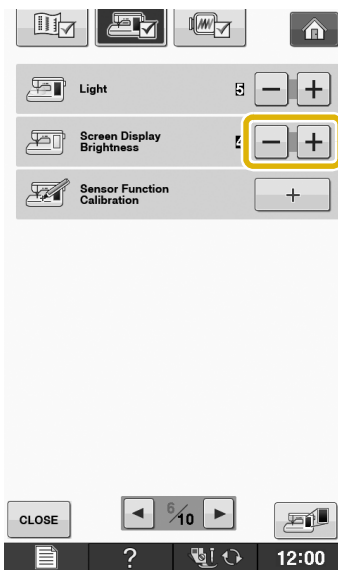 Light 5 − +
Screen Display
Brightness − +
Sensor Function
Calibration +
CLOSE 6/10
? 12:00